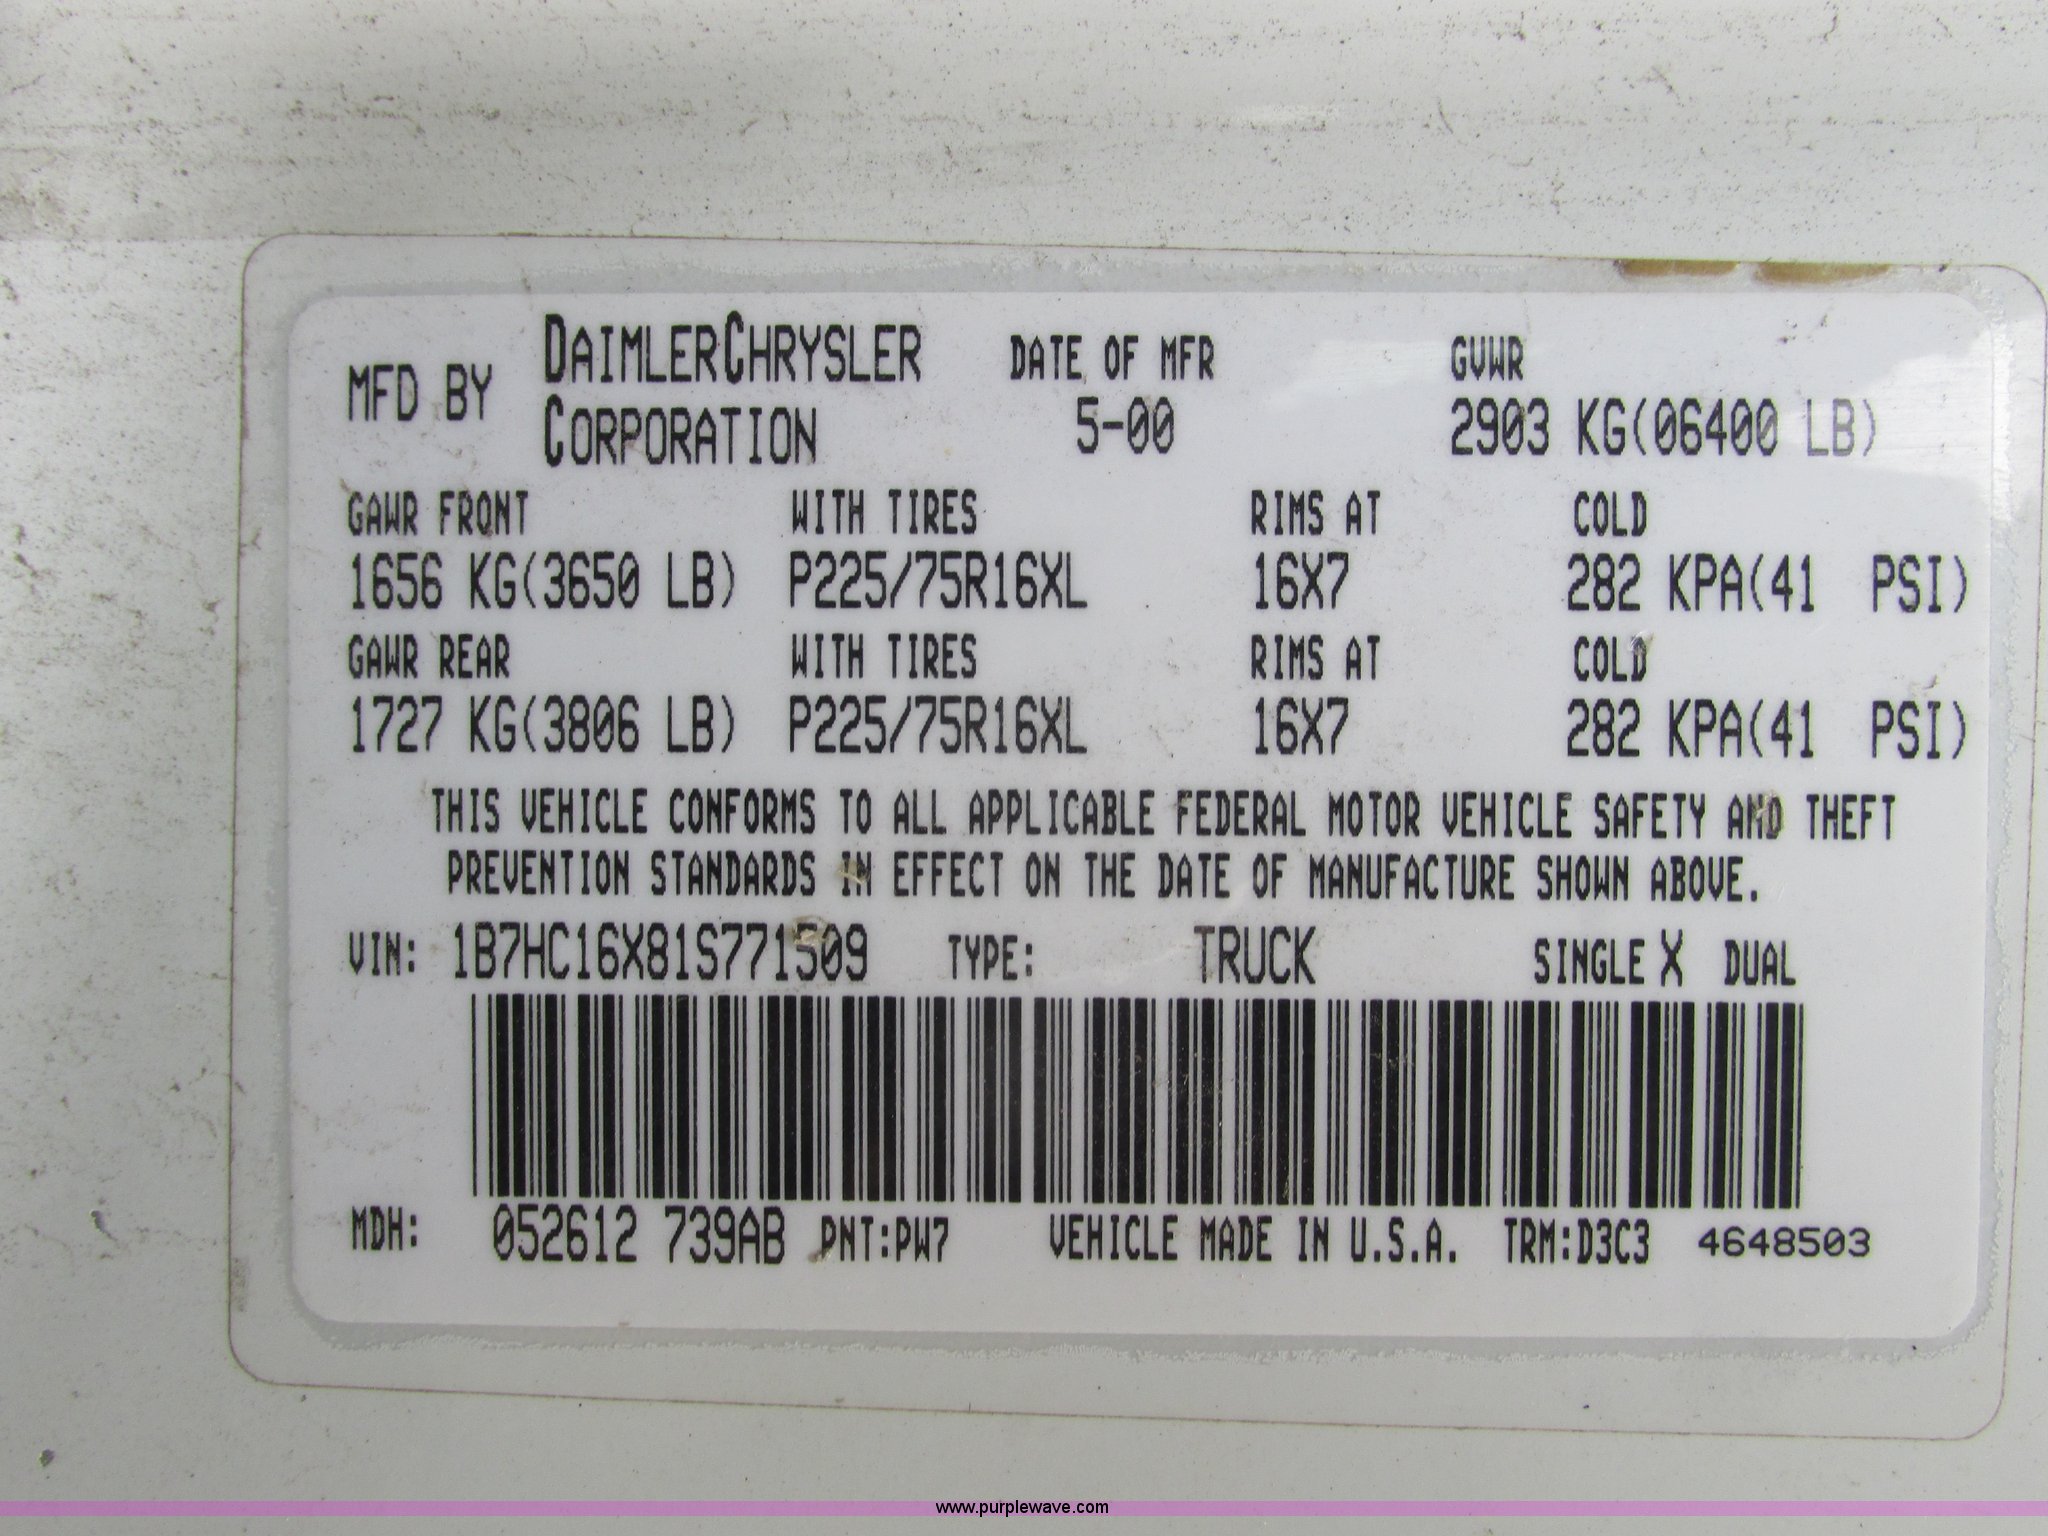 MFD BY DAIMLERCHRYSLER CORPORATION DATE OF MFR 5-00 GVWR 2903 KG(06400 LB)
GAWR FRONT WITH TIRES RIMS AT COLD
1656 KG(3650 LB) P225/75R16XL 16X7 282 KPA(41 PSI)
GAWR REAR WITH TIRES RIMS AT COLD
1727 KG(3806 LB) P225/75R16XL 16X7 282 KPA(41 PSI)
THIS VEHICLE CONFORMS TO ALL APPLICABLE FEDERAL MOTOR VEHICLE SAFETY AND THEFT
PREVENTION STANDARDS IN EFFECT ON THE DATE OF MANUFACTURE SHOWN ABOVE.
VIN: 1B7HC16X81S771509 TYPE: TRUCK SINGLE X DUAL
MDH: 052612 739AB PNT:PW7 VEHICLE MADE IN U.S.A. TRM:D3C3 4648503
www.purplewave.com